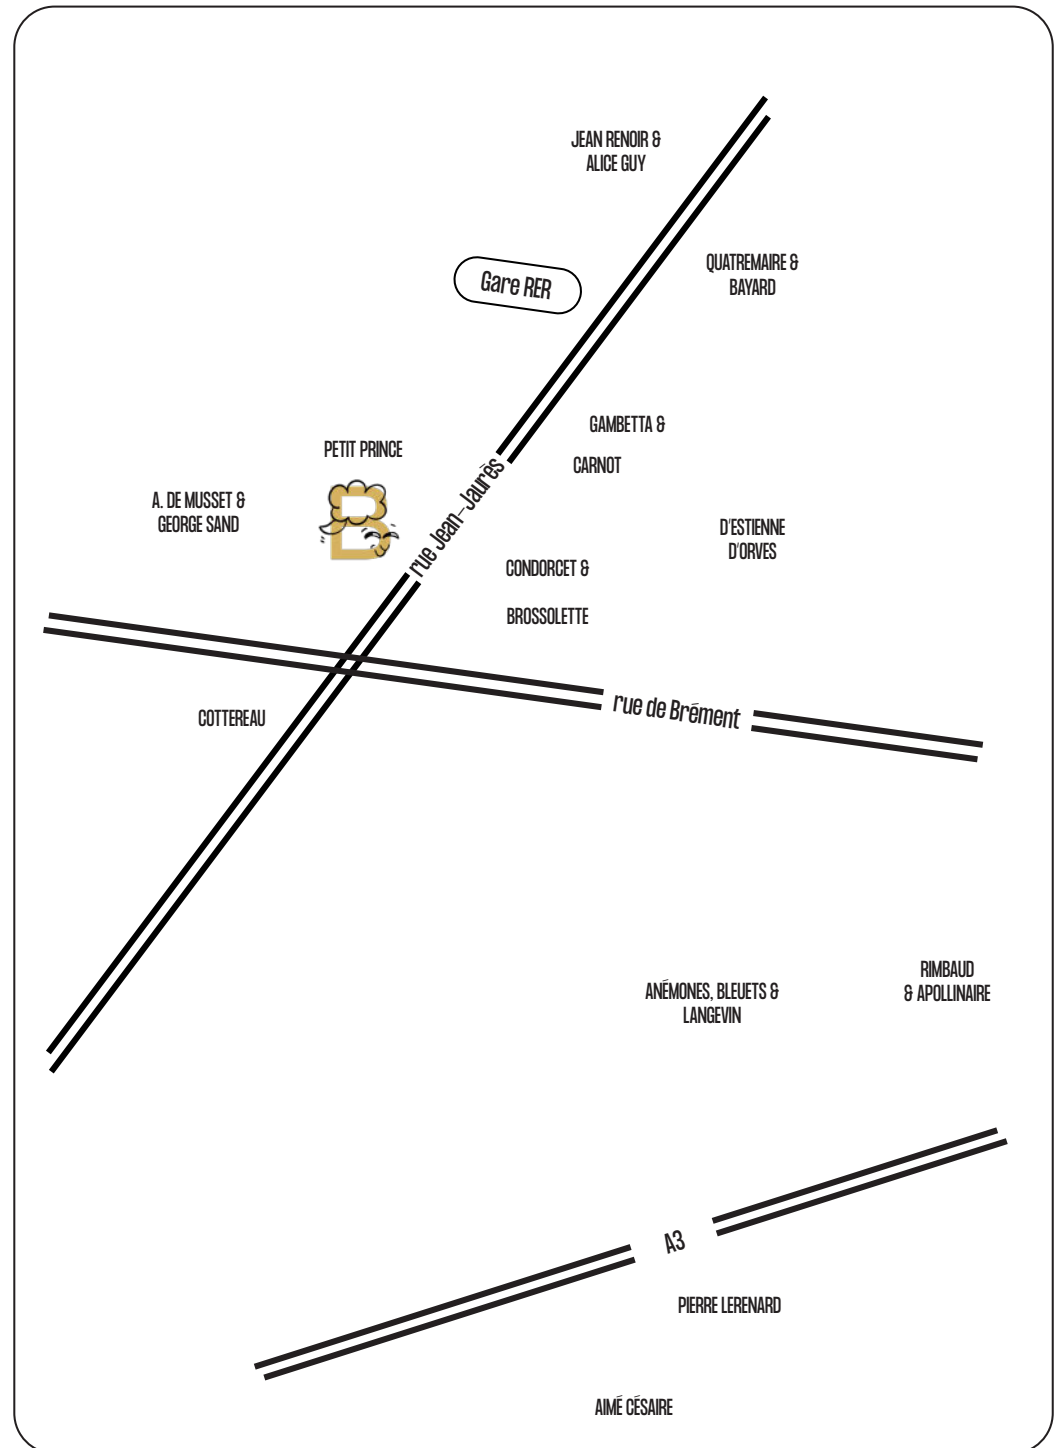 JEAN RENOIR &
ALICE GUY
QUATREMAIRE &
BAYARD
Gare RER
GAMBETTA &
CARNOT
PETIT PRINCE
A. DE MUSSET &
GEORGE SAND
B
rue Jean-Jaurès
D'ESTIENNE
D'ORVES
CONDORCET &
BROSSOLETTE
rue de Brément
COTTEREAU
RIMBAUD
& APOLLINAIRE
ANÉMONES, BLEUETS &
LANGEVIN
A3
PIERRE LERENARD
AIMÉ CÉSAIRE